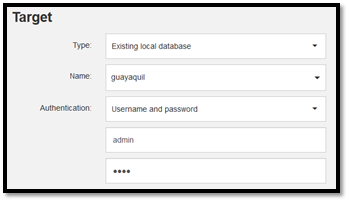 Target
Type: Existing local database
Name: guayaquil
Authentication: Username and password
admin
••••